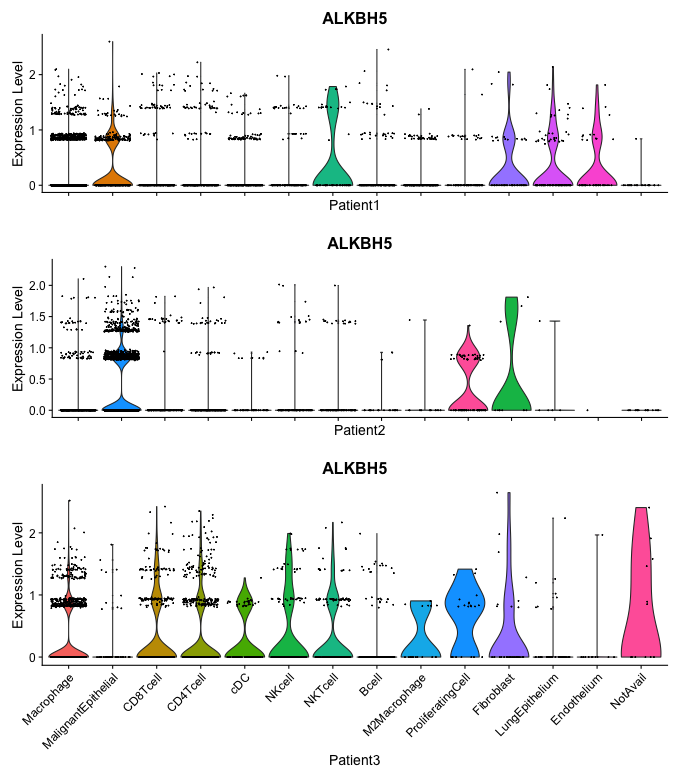 ALKBH5
Expression Level
2
1
0
Patient1
ALKBH5
Expression Level
2.0
1.5
1.0
0.5
0.0
Patient2
ALKBH5
Expression Level
2
1
0
Macrophage
MalignantEpithelial
CD8Tcell
CD4Tcell
cDC
NKcell
NKTcell
Bcell
M2Macrophage
ProliferatingCell
Fibroblast
LungEpithelium
Endothelium
NotAvail
Patient3